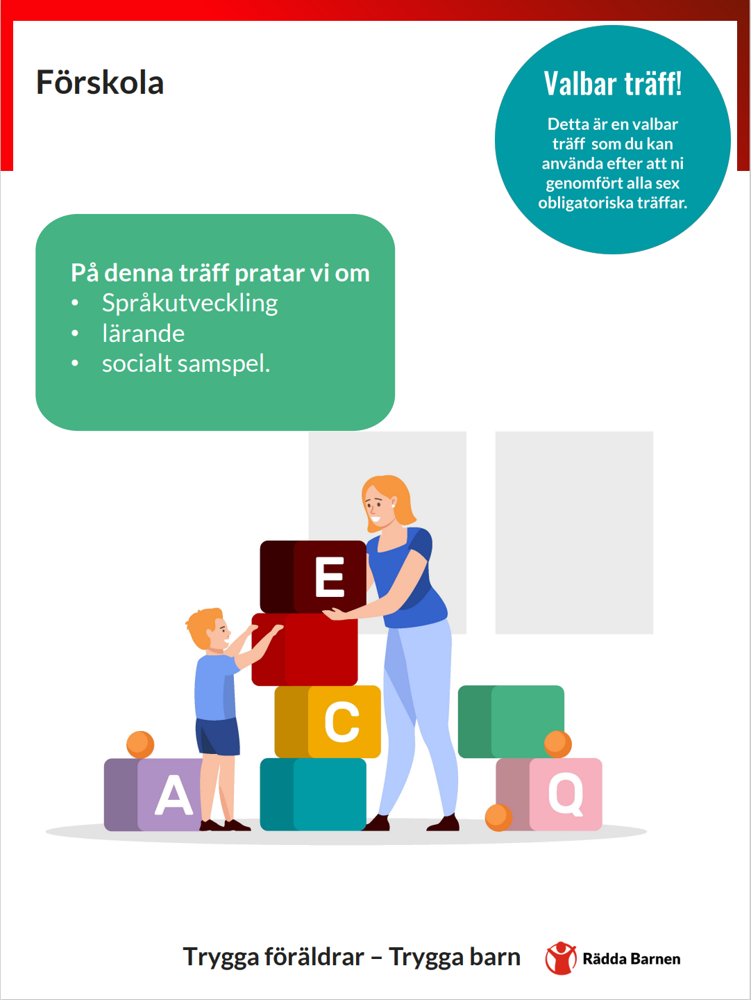 Förskola
Valbar träff!
Detta är en valbar
träff som du kan
använda efter att ni
genomfört alla sex
obligatoriska träffar.
På denna träff pratar vi om
• Språkutveckling
• lärande
• socialt samspel.
E
C
A
Q
Trygga föräldrar – Trygga barn
Rädda Barnen